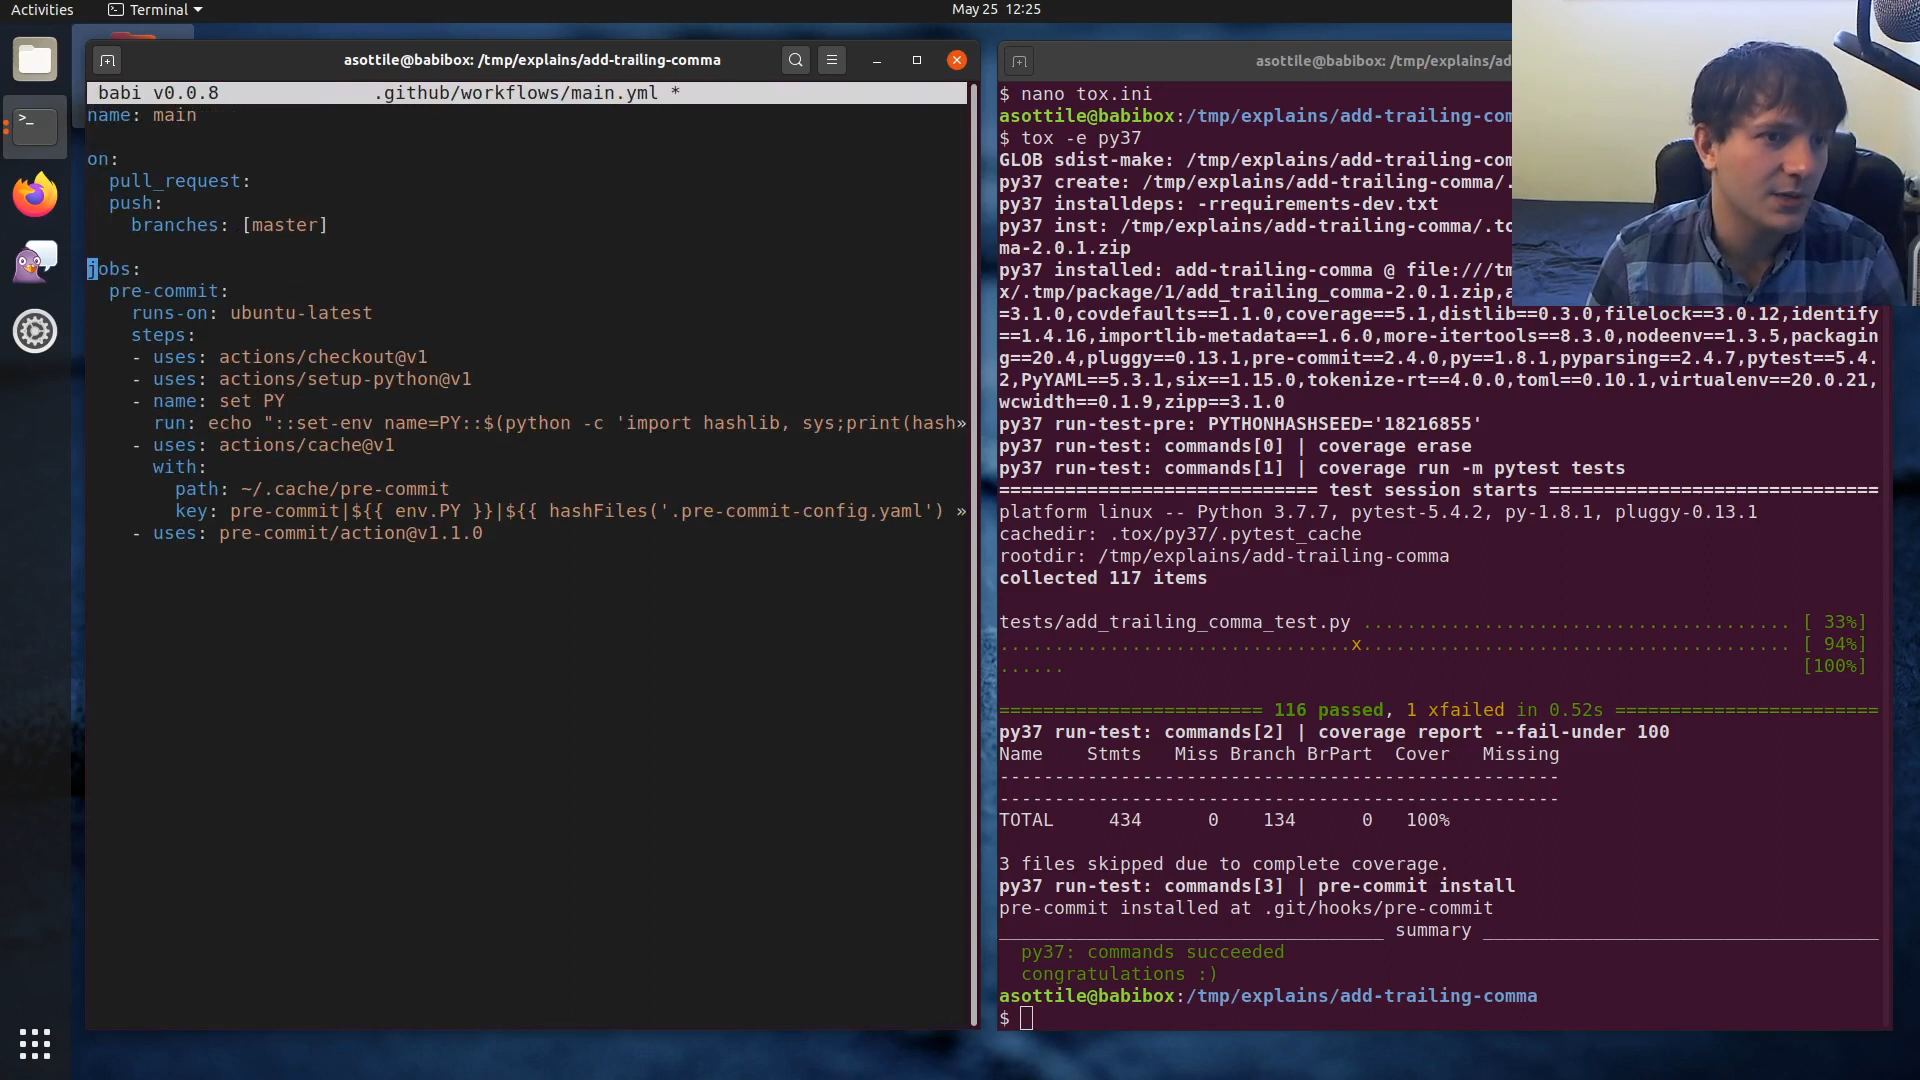 Activities
Terminal
May 25 12:25
asottile@babibox: /tmp/explains/add-trailing-comma
babi v0.0.8 .github/workflows/main.yml *
name: main
on:
pull_request:
push:
branches: [master]
jobs:
pre-commit:
runs-on: ubuntu-latest
steps:
- uses: actions/checkout@v1
- uses: actions/setup-python@v1
- name: set PY
run: echo "::set-env name=PY::$(python -c 'import hashlib, sys;print(hash»
- uses: actions/cache@v1
with:
path: ~/.cache/pre-commit
key: pre-commit|${{ env.PY }}|${{ hashFiles('.pre-commit-config.yaml') »
- uses: pre-commit/action@v1.1.0
asottile@babibox: /tmp/explains/ad
$ nano tox.ini
asottile@babibox:/tmp/explains/add-trailing-com
$ tox -e py37
GLOB sdist-make: /tmp/explains/add-trailing-com
py37 create: /tmp/explains/add-trailing-comma/.
py37 installdeps: -rrequirements-dev.txt
py37 inst: /tmp/explains/add-trailing-comma/.to
ma-2.0.1.zip
py37 installed: add-trailing-comma @ file:///tm
x/.tmp/package/1/add_trailing_comma-2.0.1.zip,a
=3.1.0,covdefaults==1.1.0,coverage==5.1,distlib==0.3.0,filelock==3.0.12,identify
==1.4.16,importlib-metadata==1.6.0,more-itertools==8.3.0,nodeenv==1.3.5,packagin
g==20.4,pluggy==0.13.1,pre-commit==2.4.0,py==1.8.1,pyparsing==2.4.7,pytest==5.4.
2,PyYAML==5.3.1,six==1.15.0,tokenize-rt==4.0.0,toml==0.10.1,virtualenv==20.0.21,
wcwidth==0.1.9,zipp==3.1.0
py37 run-test-pre: PYTHONHASHSEED='18216855'
py37 run-test: commands[0] | coverage erase
py37 run-test: commands[1] | coverage run -m pytest tests
============================= test session starts ==============================
platform linux -- Python 3.7.7, pytest-5.4.2, py-1.8.1, pluggy-0.13.1
cachedir: .tox/py37/.pytest_cache
rootdir: /tmp/explains/add-trailing-comma
collected 117 items
tests/add_trailing_comma_test.py ....................................... [ 33%]
................................x....................................... [ 94%]
...... [100%]
======================== 116 passed, 1 xfailed in 0.52s ========================
py37 run-test: commands[2] | coverage report --fail-under 100
Name Stmts Miss Branch BrPart Cover Missing
---------------------------------------------------
---------------------------------------------------
TOTAL 434 0 134 0 100%
3 files skipped due to complete coverage.
py37 run-test: commands[3] | pre-commit install
pre-commit installed at .git/hooks/pre-commit
___________________________________ summary ____________________________________
py37: commands succeeded
congratulations :)
asottile@babibox:/tmp/explains/add-trailing-comma
$